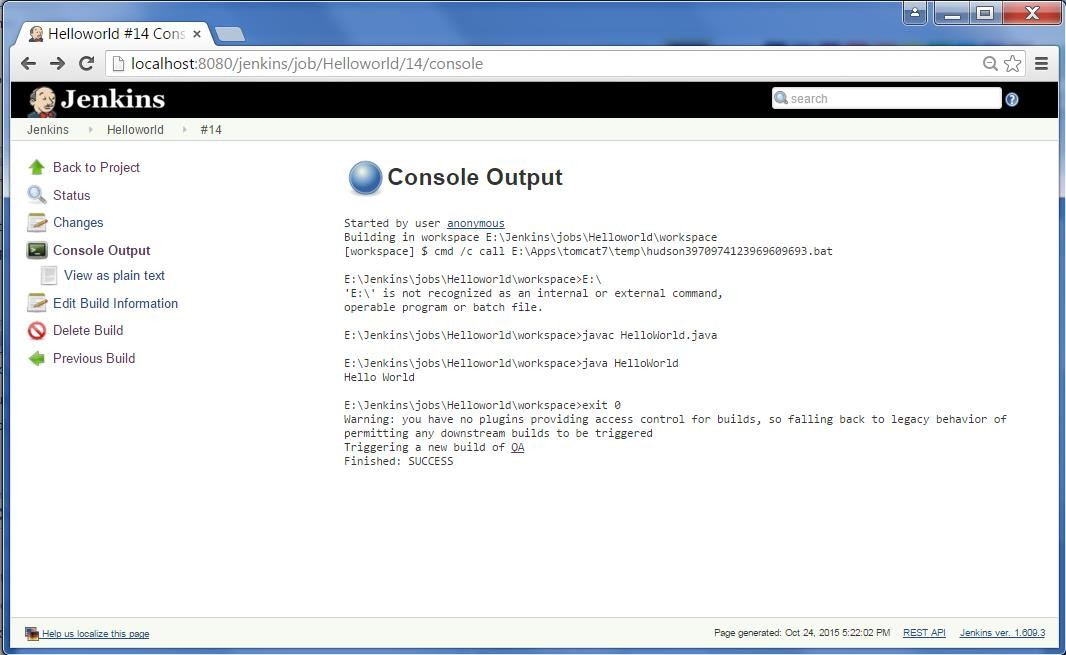 Helloworld #14 Cons
localhost:8080/jenkins/job/Helloworld/14/console
Jenkins
search
Jenkins Helloworld #14
Back to Project
Status
Changes
Console Output
View as plain text
Edit Build Information
Delete Build
Previous Build
Console Output
Started by user anonymous
Building in workspace E:\Jenkins\jobs\Helloworld\workspace
[workspace] $ cmd /c call E:\Apps\tomcat7\temp\hudson3970974123969609693.bat
E:\Jenkins\jobs\Helloworld\workspace>E:\
'E:\' is not recognized as an internal or external command,
operable program or batch file.
E:\Jenkins\jobs\Helloworld\workspace>javac HelloWorld.java
E:\Jenkins\jobs\Helloworld\workspace>java HelloWorld
Hello World
E:\Jenkins\jobs\Helloworld\workspace>exit 0
Warning: you have no plugins providing access control for builds, so falling back to legacy behavior of
permitting any downstream builds to be triggered
Triggering a new build of QA
Finished: SUCCESS
Help us localize this page
Page generated: Oct 24, 2015 5:22:02 PM REST API Jenkins ver. 1.609.3